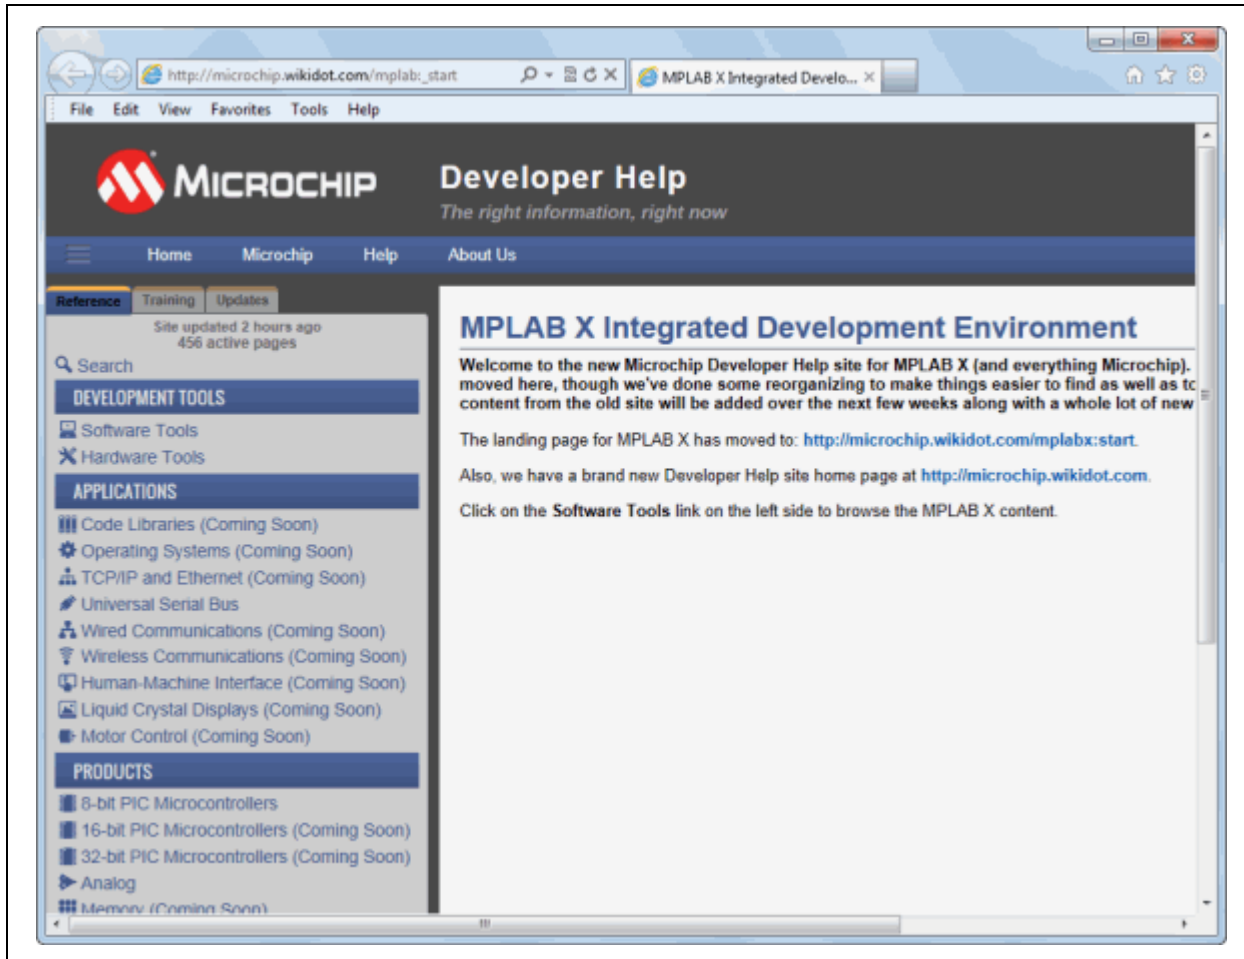 http://microchip.wikidot.com/mplab:_start
MPLAB X Integrated Develo...
File Edit View Favorites Tools Help
MICROCHIP
Developer Help
The right information, right now
Home Microchip Help About Us
Reference Training Updates
Site updated 2 hours ago
456 active pages
Search
DEVELOPMENT TOOLS
Software Tools
Hardware Tools
APPLICATIONS
Code Libraries (Coming Soon)
Operating Systems (Coming Soon)
TCP/IP and Ethernet (Coming Soon)
Universal Serial Bus
Wired Communications (Coming Soon)
Wireless Communications (Coming Soon)
Human-Machine Interface (Coming Soon)
Liquid Crystal Displays (Coming Soon)
Motor Control (Coming Soon)
PRODUCTS
8-bit PIC Microcontrollers
16-bit PIC Microcontrollers (Coming Soon)
32-bit PIC Microcontrollers (Coming Soon)
Analog
Memory (Coming Soon)
MPLAB X Integrated Development Environment
Welcome to the new Microchip Developer Help site for MPLAB X (and everything Microchip).
moved here, though we've done some reorganizing to make things easier to find as well as to
content from the old site will be added over the next few weeks along with a whole lot of new
The landing page for MPLAB X has moved to: http://microchip.wikidot.com/mplabx:start.
Also, we have a brand new Developer Help site home page at http://microchip.wikidot.com.
Click on the Software Tools link on the left side to browse the MPLAB X content.